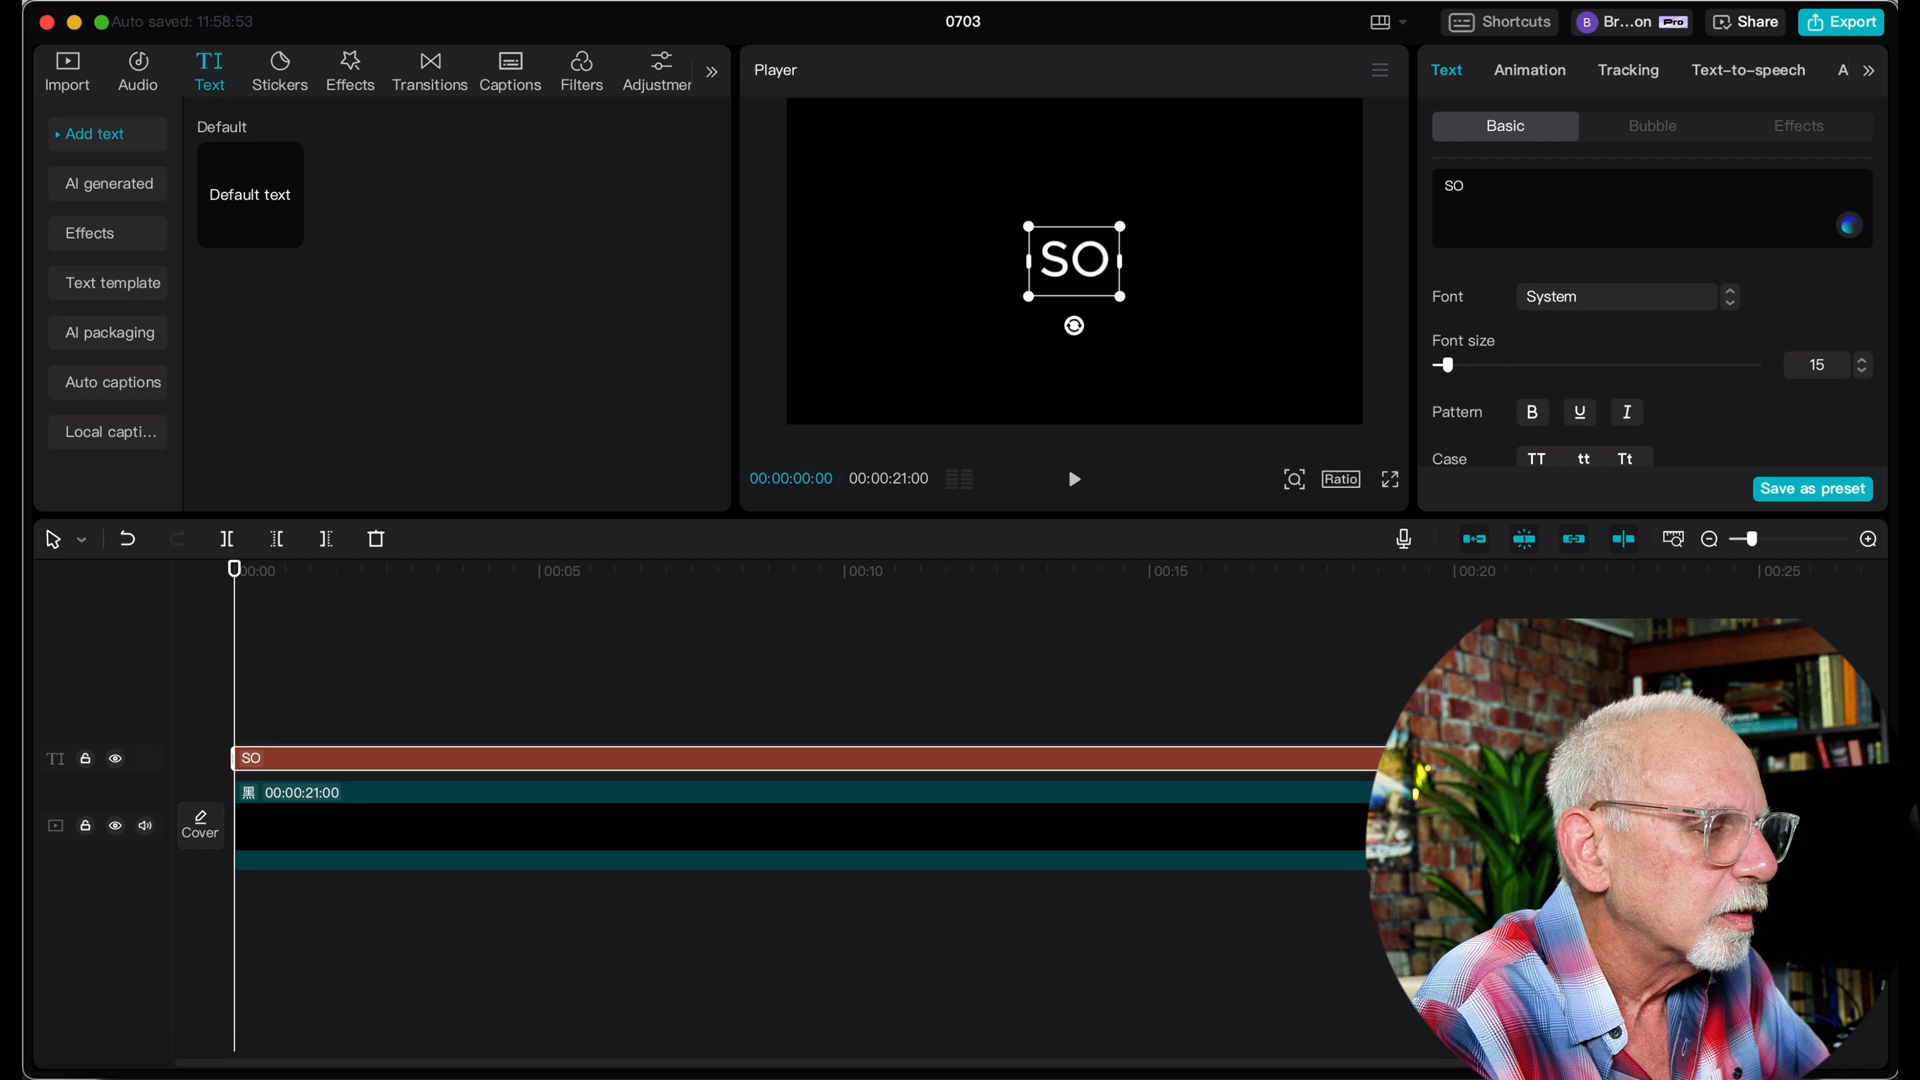 Auto saved: 11:58:53
0703
Shortcuts
B Br...on Pro
Share
Export
Import
Audio
TI Text
Stickers
Effects
Transitions
Captions
Filters
Adjustmer
Player
Text
Animation
Tracking
Text-to-speech
A
Add text
AI generated
Effects
Text template
AI packaging
Auto captions
Local capti...
Default
Default text
SO
00:00:00:00
00:00:21:00
Ratio
Basic
Bubble
Effects
SO
Font
System
Font size
15
Pattern
B U I
Case
TT tt Tt
Save as preset
00:00
00:05
00:10
00:15
00:20
00:25
TI
SO
黑 00:00:21:00
Cover